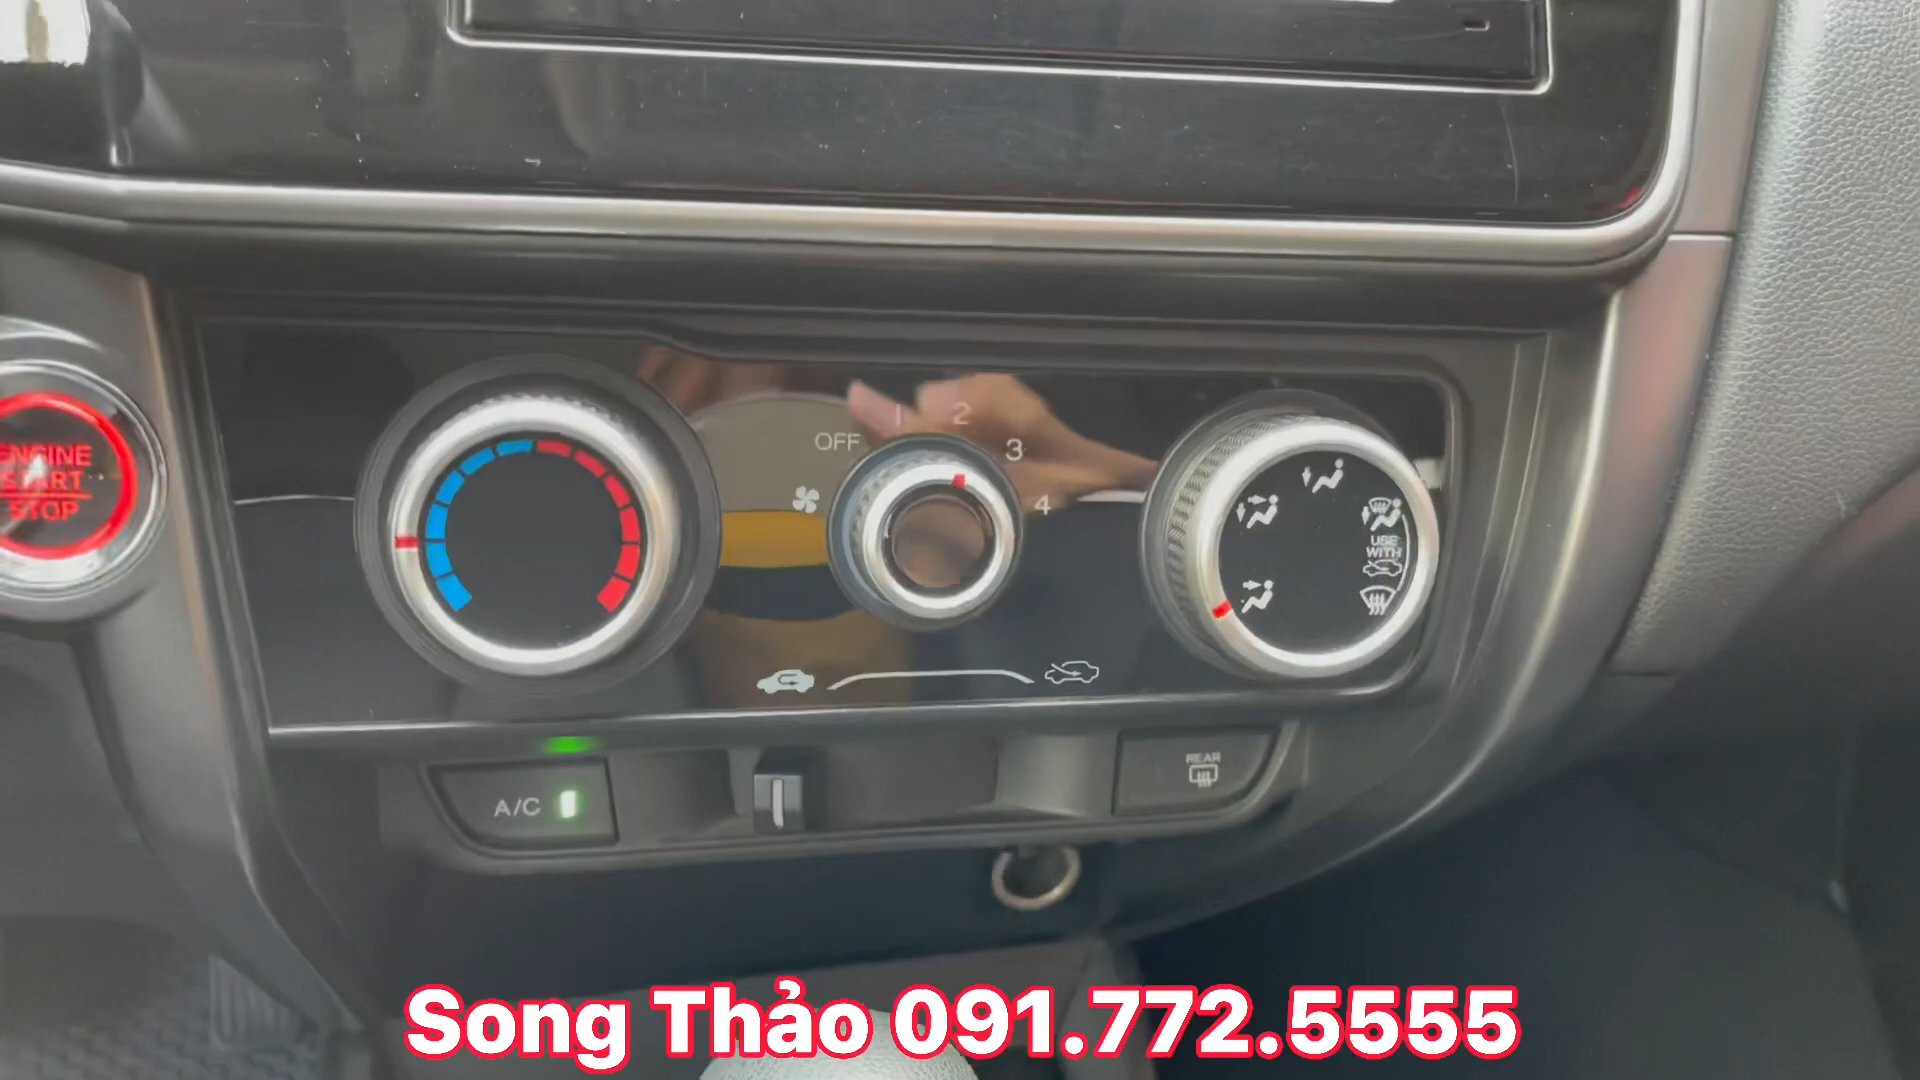 OFF
1
2
3
4
ENGINE
START
STOP
USE
WITH
A/C
REAR
Song Thảo 091.772.5555